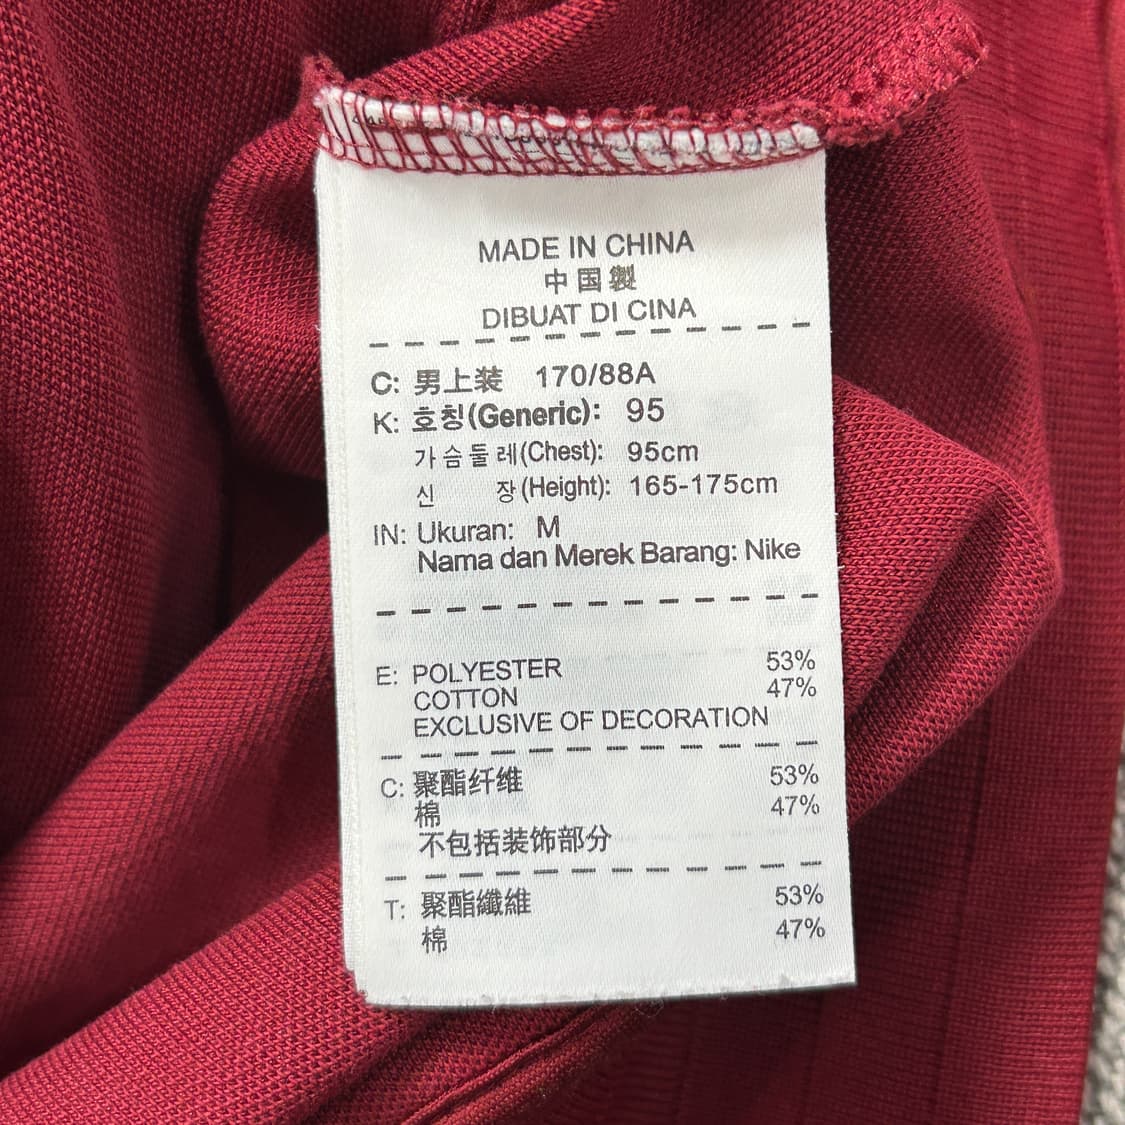 MADE IN CHINA
中国製
DIBUAT DI CINA
C: 男上装 170/88A
K: 호칭(Generic): 95
가슴둘레(Chest): 95cm
신 장(Height): 165-175cm
IN: Ukuran: M
Nama dan Merek Barang: Nike
E: POLYESTER 53%
COTTON 47%
EXCLUSIVE OF DECORATION
C: 聚酯纤维 53%
棉 47%
不包括装饰部分
T: 聚酯纖維 53%
棉 47%